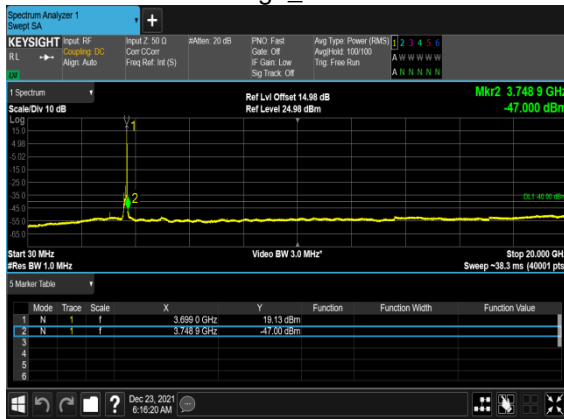 Spectrum Analyzer 1
Swept SA
+
KEYSIGHT Input: RF Input Z: 50 Ω #Atten: 20 dB PNO: Fast Avg Type: Power (RMS) 1 2 3 4 5 6
RL Coupling: DC Corr CCorr Gate: Off Avg|Hold: 100/100 A W W W W W
Align: Auto Freq Ref: Int (S) IF Gain: Low Trig: Free Run
Sig Track: Off A N N N N N
1 Spectrum Ref Lvl Offset 14.98 dB Mkr2 3.748 9 GHz
Scale/Div 10 dB Ref Level 24.98 dBm -47.000 dBm
Log
15.0
4.98
-5.02
-15.0
-25.0
-35.0
-45.0
-55.0
-65.0
1
2
DL1 -40.00 dBm
Start 30 MHz Video BW 3.0 MHz* Stop 20.000 GHz
#Res BW 1.0 MHz Sweep ~38.3 ms (40001 pts)
5 Marker Table
Mode Trace Scale X Y Function Function Width Function Value
1 N 1 f 3.699 0 GHz 19.13 dBm
2 N 1 f 3.748 9 GHz -47.00 dBm
3
4
5
6
? Dec 23, 2021
6:16:20 AM